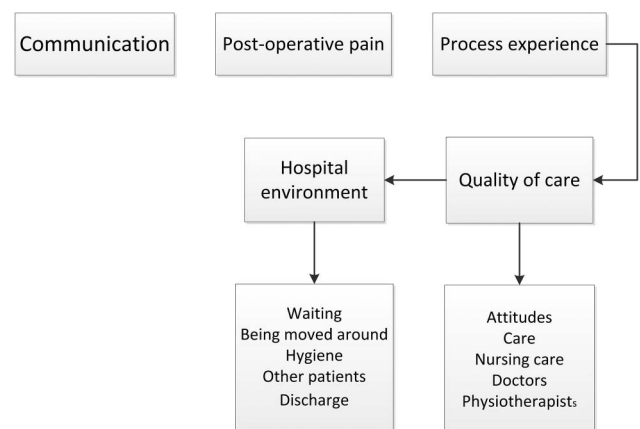 Communication
Post-operative pain
Process experience
Hospital
environment
Quality of care
Waiting
Being moved around
Hygiene
Other patients
Discharge
Attitudes
Care
Nursing care
Doctors
Physiotherapists